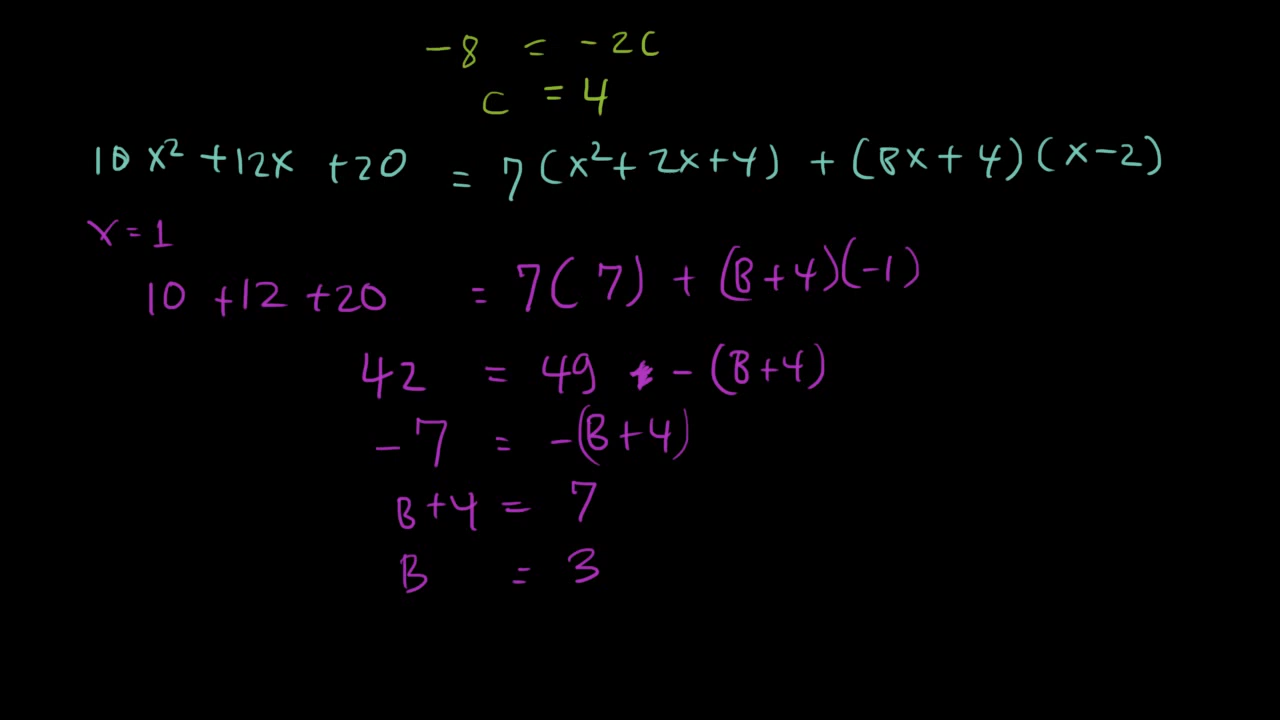 -8 = -2C
C = 4
10x² + 12x + 20 = 7(x² + 2x + 4) + (Bx + 4)(x - 2)
x = 1
10 + 12 + 20 = 7(7) + (B + 4)(-1)
42 = 49 - (B + 4)
-7 = -(B + 4)
B + 4 = 7
B = 3